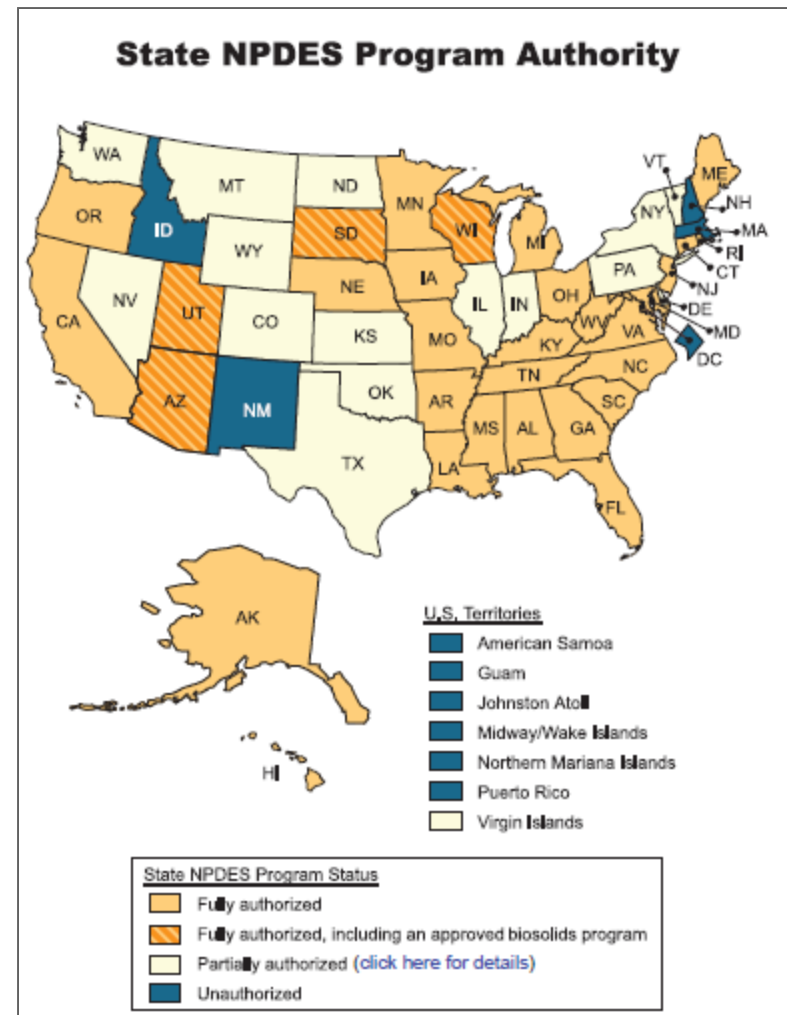 State NPDES Program Authority
WA
MT
ND
MN
VT
ME
OR
ID
SD
WI
MI
NY
NH
MA
WY
RI
NE
IA
PA
CT
NV
UT
CO
IL
IN
OH
NJ
CA
KS
MO
WV
VA
DE
MD
KY
DC
AZ
NM
OK
AR
TN
NC
TX
MS
AL
GA
SC
LA
FL
AK
HI
U.S. Territories
American Samoa
Guam
Johnston Atoll
Midway/Wake Islands
Northern Mariana Islands
Puerto Rico
Virgin Islands
State NPDES Program Status
Fully authorized
Fully authorized, including an approved biosolids program
Partially authorized (click here for details)
Unauthorized